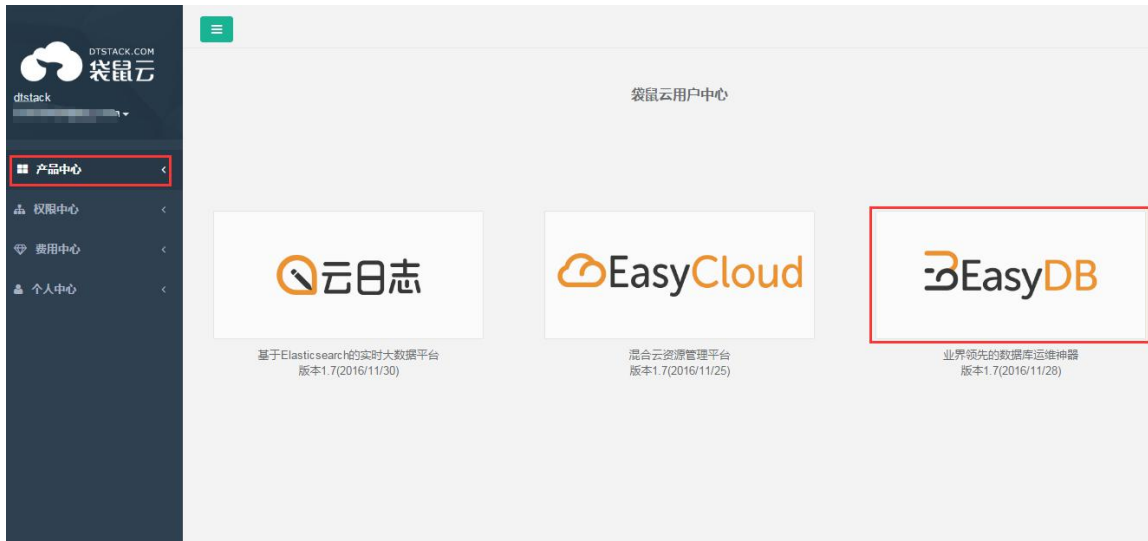 DTSTACK.COM
袋鼠云
dtstack
产品中心
权限中心
费用中心
个人中心
袋鼠云用户中心
云日志
EasyCloud
EasyDB
基于Elasticsearch的实时大数据平台
版本1.7(2016/11/30)
混合云资源管理平台
版本1.7(2016/11/25)
业界领先的数据库运维神器
版本1.7(2016/11/28)